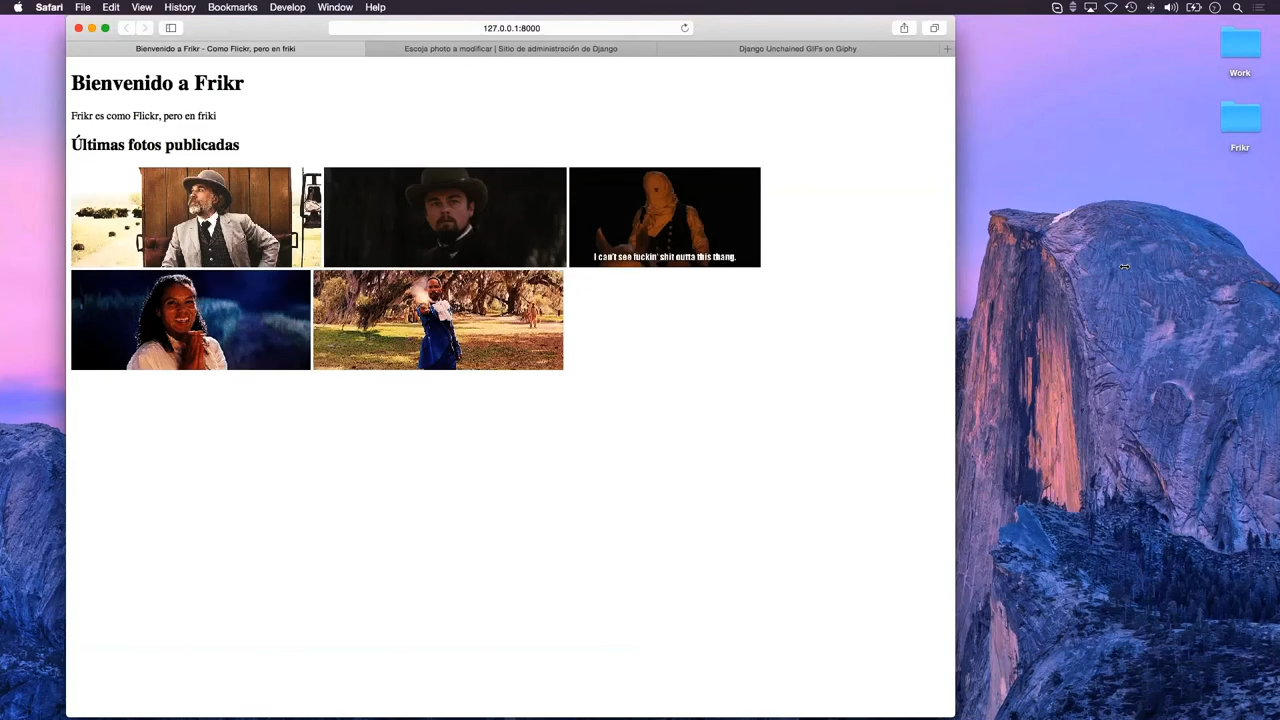 Safari File Edit View History Bookmarks Develop Window Help
127.0.0.1:8000
Bienvenido a Frikr - Como Flickr, pero en friki
Escoja photo a modificar | Sitio de administración de Django
Django Unchained GIFs on Giphy
Work
Bienvenido a Frikr
Frikr es como Flickr, pero en friki
Frikr
Últimas fotos publicadas
I can't see fuckin' shit outta this thang.